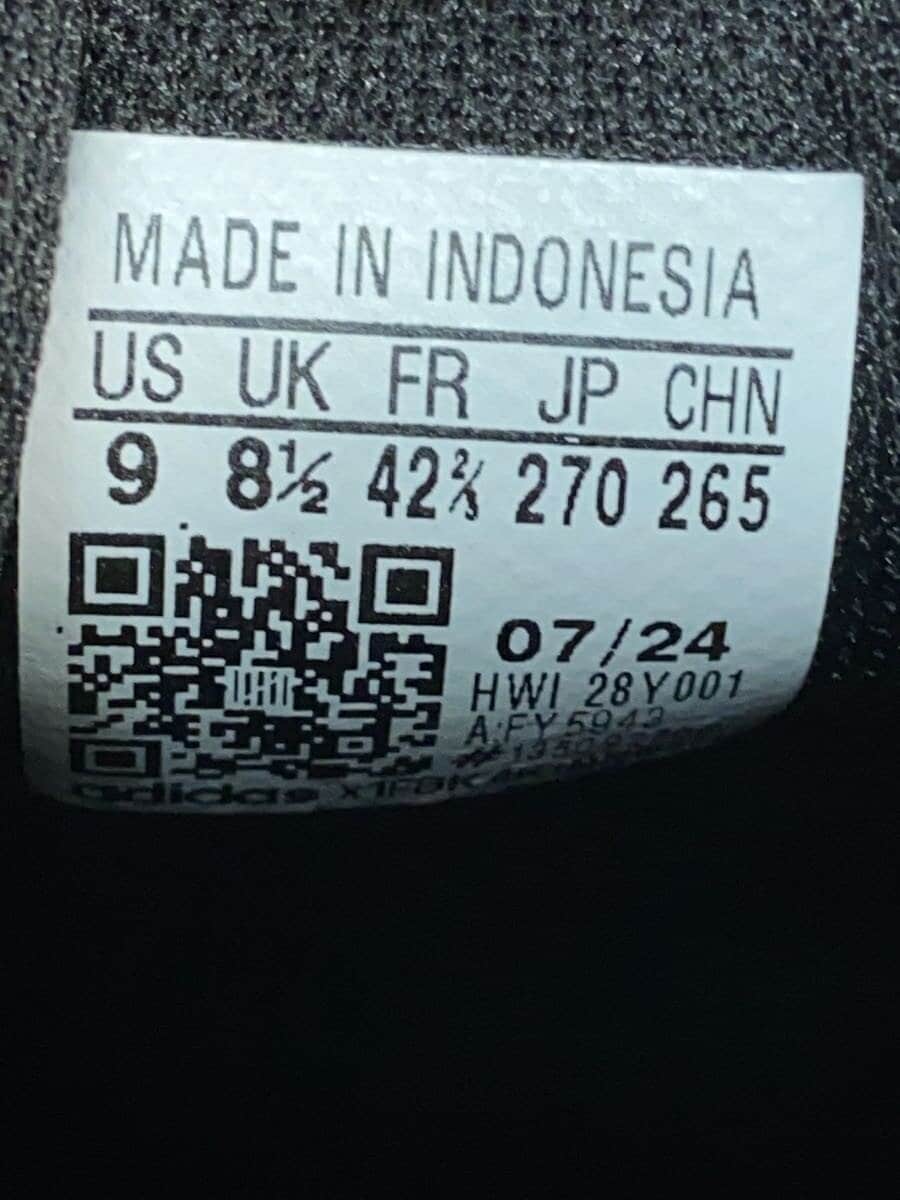 MADE IN INDONESIA
US UK FR JP CHN
9 8½ 42⅔ 270 265
07/24
HWI 28Y001
A:FY5943
adidas